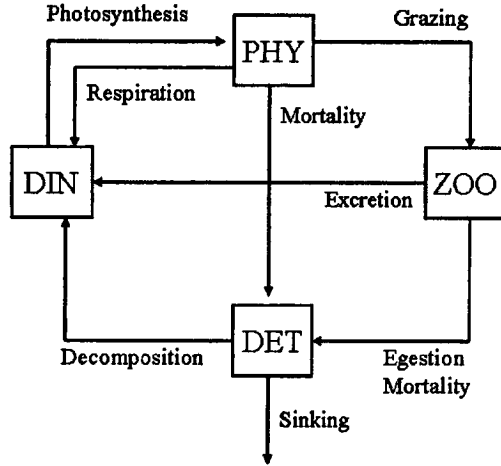 Photosynthesis
Grazing
PHY
Respiration
Mortality
DIN
ZOO
Excretion
DET
Decomposition
Egestion
Mortality
Sinking